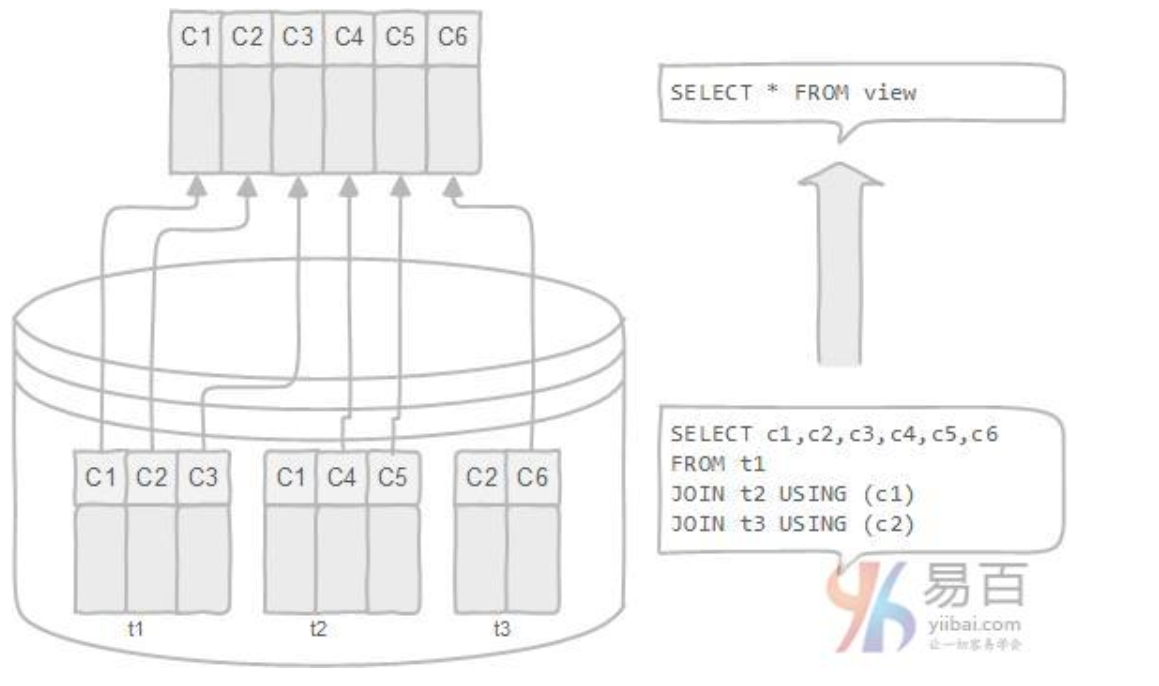 C1 C2 C3 C4 C5 C6
SELECT * FROM view
SELECT c1,c2,c3,c4,c5,c6
FROM t1
JOIN t2 USING (c1)
JOIN t3 USING (c2)
C1 C2 C3
C1 C4 C5
C2 C6
t1
t2
t3
易百
yiibai.com